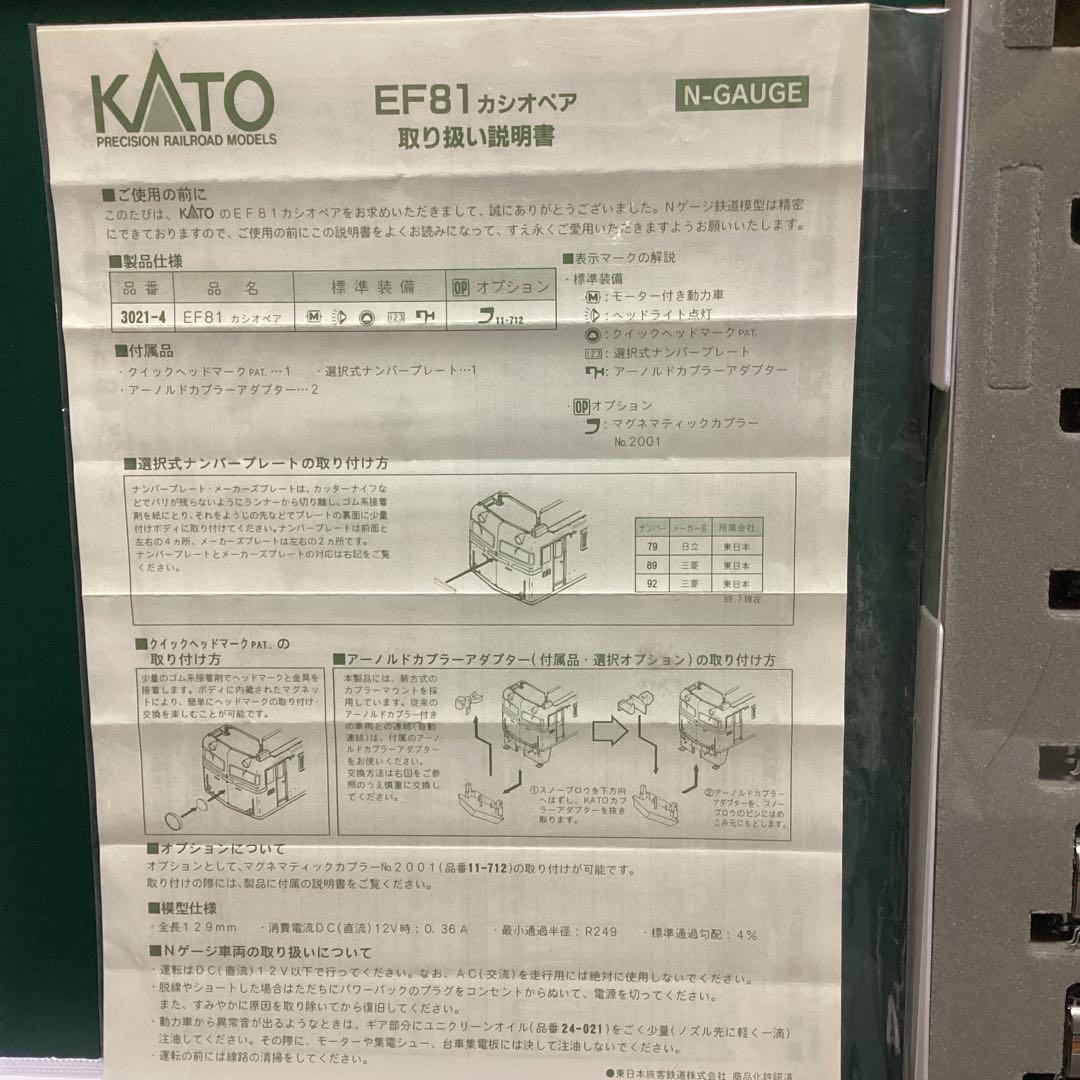 KATO
PRECISION RAILROAD MODELS
EF81 カシオペア
取り扱い説明書
N-GAUGE
■ご使用の前に
このたびは、KATOのEF81カシオペアをお求めいただきまして、誠にありがとうございました。Nゲージ鉄道模型は精密
にできておりますので、ご使用の前にこの説明書をよくお読みになって、すえ永くご愛用いただきますようお願いいたします。
■製品仕様
品番 品名 標準装備 OP オプション
3021-4 EF81 カシオペア M 123 11-712
■付属品
・クイックヘッドマークPAT.…1 ・選択式ナンバープレート…1
・アーノルドカプラーアダプター…2
■表示マークの解説
・標準装備
M:モーター付き動力車
:ヘッドライト点灯
:クイックヘッドマークPAT.
123:選択式ナンバープレート
:アーノルドカプラーアダプター
・OPオプション
:マグネマティックカプラー
No.2001
■選択式ナンバープレートの取り付け方
ナンバープレート・メーカーズプレートは、カッターナイフな
どでバリが残らないようにランナーから切り離し、ゴム系接着
剤を紙にとり、それをようじの先などでプレートの裏面に少量
付けボディに取り付けてください。ナンバープレートは前面と
左右の4ヵ所、メーカーズプレートは左右の2ヵ所です。
ナンバープレートとメーカーズプレートの対応は右記をご覧
ください。
ナンバー メーカー名 所属会社
79 日立 東日本
89 三菱 東日本
92 三菱 東日本
99.7現在
■クイックヘッドマークPAT.の
取り付け方
少量のゴム系接着剤でヘッドマークと金具を
接着します。ボディに内蔵されたマグネッ
トにより、簡単にヘッドマークの取り付け・
交換を楽しむことが可能です。
■アーノルドカプラーアダプター(付属品・選択オプション)の取り付け方
本製品には、新方式の
カプラーマウントを採
用しています。従来の
アーノルドカプラー付き
の車両との連結(自動
連結)は、付属のアーノ
ルドカプラーアダプター
をお使いください。
交換方法は右図をご参
照のうえ慎重に交換し
てください。
①スノープロウを下方向
へはずし、KATOカプ
ラーアダプターを抜き
取ります。
②アーノルドカプラー
アダプターを、スノー
プロウのピンにはめ
こみ元にもどします。
■オプションについて
オプションとして、マグネマティックカプラーNo.2001(品番11-712)の取り付けが可能です。
取り付けの際には、製品に付属の説明書をご覧ください。
■模型仕様
・全長129mm ・消費電流DC(直流)12V時:0.36A ・最小通過半径:R249 ・標準通過勾配:4%
■Nゲージ車両の取り扱いについて
・運転はDC(直流)12V以下で行ってください。なお、AC(交流)を走行用には絶対に使用しないでください。
・脱線やショートした場合はただちにパワーパックのプラグをコンセントからぬいて、電源を切ってください。
また、すみやかに原因を取り除いてから復旧してください。
・動力車から異常音が出るようなときは、ギア部分にユニクリーンオイル(品番24-021)をごく少量(ノズル先に軽く一滴)
注油してください。その際に、モーターや集電シュー、台車集電板には決して注油しないでください。
・運転の前には線路の清掃をしてください。
●東日本旅客鉄道株式会社 商品化許諾済